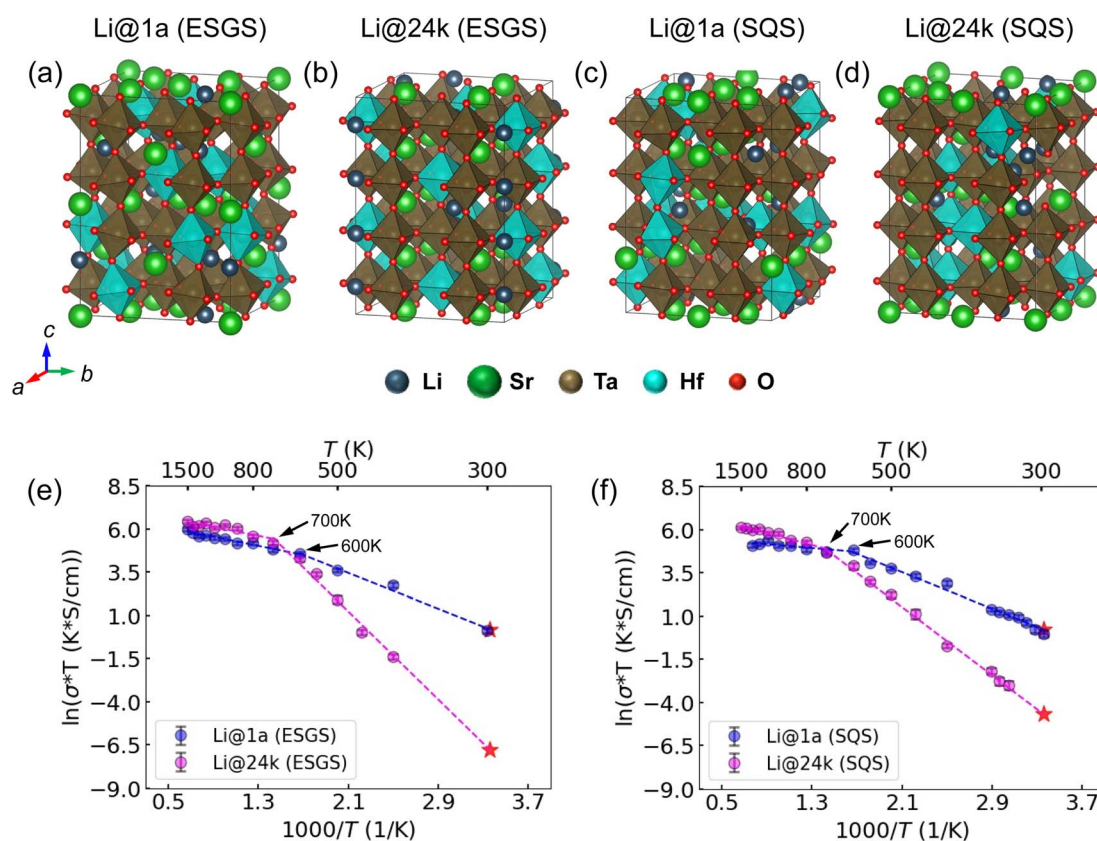 Li@1a (ESGS) Li@24k (ESGS) Li@1a (SQS) Li@24k (SQS)
(a) (b) (c) (d)
Li
c
a b
Li Sr Ta Hf O
(e)
T (K)
1500 800 500 300
8.5
6.0
3.5
1.0
−1.5
−4.0
−6.5
−9.0
ln(σ*T (K*S/cm))
700K
600K
Li@1a (ESGS)
Li@24k (ESGS)
0.5 1.3 2.1 2.9 3.7
1000/T (1/K)
(f)
T (K)
1500 800 500 300
8.5
6.0
3.5
1.0
−1.5
−4.0
−6.5
−9.0
ln(σ*T (K*S/cm))
700K
600K
Li@1a (SQS)
Li@24k (SQS)
0.5 1.3 2.1 2.9 3.7
1000/T (1/K)